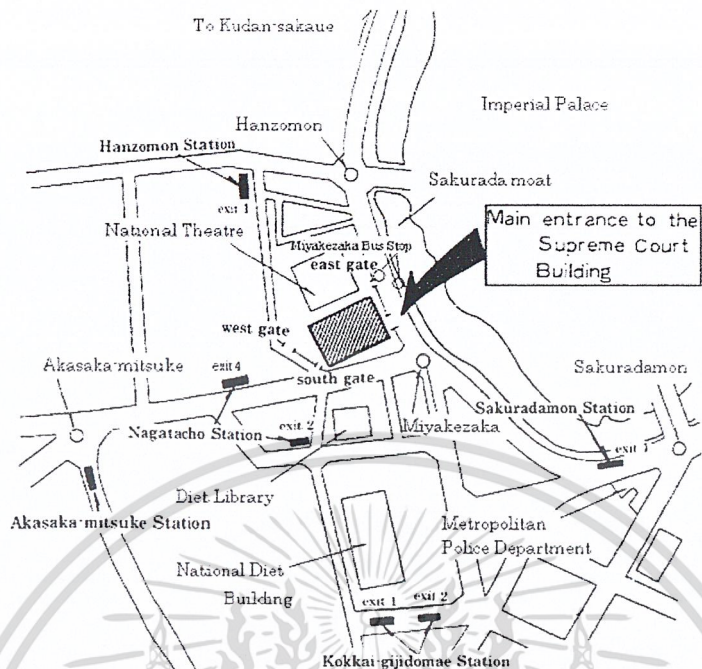 To Kudan-sakaue
Imperial Palace
Hanzomon
Hanzomon Station
Sakurada moat
exit 1
National Theatre
Miyakezaka Bus Stop
east gate
Main entrance to the
Supreme Court
Building
west gate
Akasaka-mitsuke
exit 4
south gate
Sakuradamon
Sakuradamon Station
Nagatacho Station
exit 2
Miyakezaka
Diet Library
Akasaka-mitsuke Station
Metropolitan
Police Department
National Diet
Building
exit 1
exit 2
Kokkai-gijidomae Station